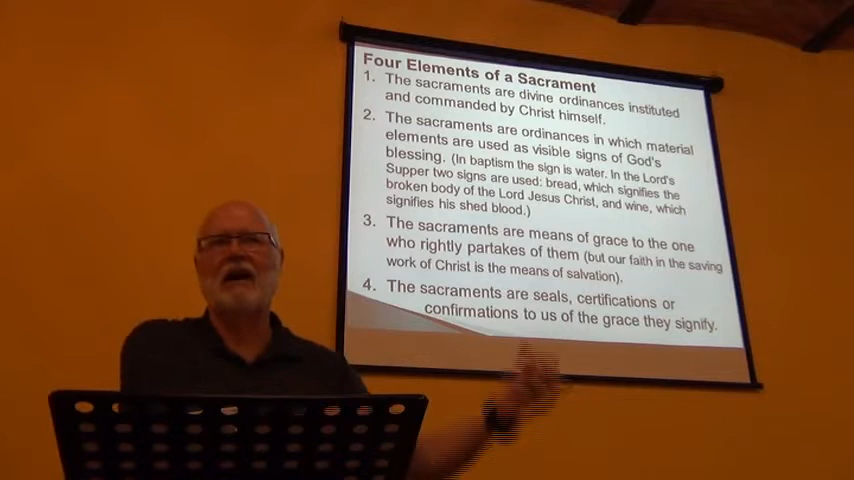 Four Elements of a Sacrament
1. The sacraments are divine ordinances instituted
and commanded by Christ himself.
2. The sacraments are ordinances in which material
elements are used as visible signs of God's
blessing. (In baptism the sign is water. In the Lord's
Supper two signs are used: bread, which signifies the
broken body of the Lord Jesus Christ, and wine, which
signifies his shed blood.)
3. The sacraments are means of grace to the one
who rightly partakes of them (but our faith in the saving
work of Christ is the means of salvation).
4. The sacraments are seals, certifications or
confirmations to us of the grace they signify.